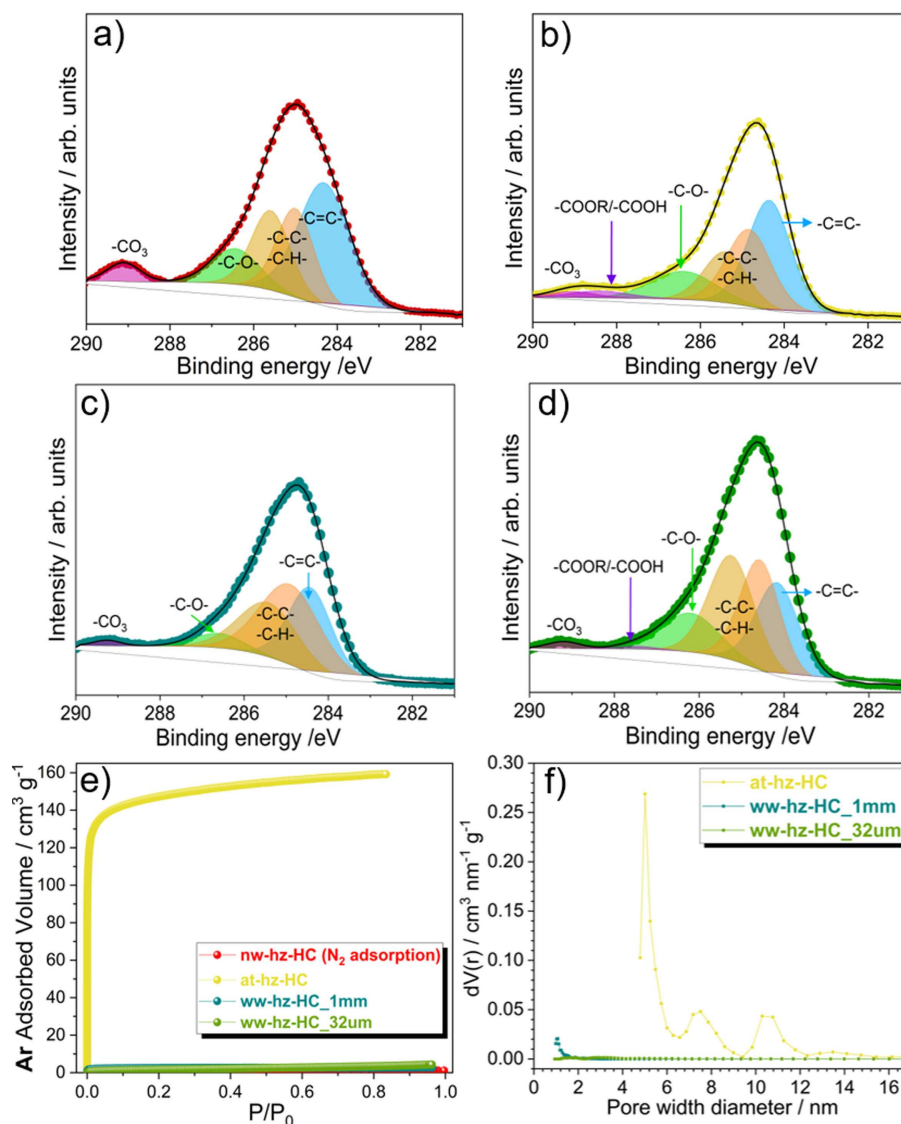 a)
Intensity / arb. units
-CO₃
-C-O-
-C-C-
-C-H-
-C=C-
290 288 286 284 282
Binding energy /eV
b)
Intensity / arb. units
-COOR/-COOH
-C-O-
-CO₃
-C-C-
-C-H-
-C=C-
290 288 286 284 282
Binding energy /eV
c)
Intensity / arb. units
-CO₃
-C-O-
-C=C-
-C-C-
-C-H-
290 288 286 284 282
Binding energy /eV
d)
Intensity / arb. units
-COOR/-COOH
-C-O-
-CO₃
-C-C-
-C-H-
-C=C-
290 288 286 284 282
Binding energy /eV
e)
Ar Adsorbed Volume / cm³ g⁻¹
160
140
120
100
80
60
40
20
0
nw-hz-HC (N₂ adsorption)
at-hz-HC
ww-hz-HC_1mm
ww-hz-HC_32um
0.0 0.2 0.4 0.6 0.8 1.0
P/P₀
f)
dV(r) / cm³ nm⁻¹ g⁻¹
0.30
0.25
0.20
0.15
0.10
0.05
0.00
at-hz-HC
ww-hz-HC_1mm
ww-hz-HC_32um
0 2 4 6 8 10 12 14 16
Pore width diameter / nm